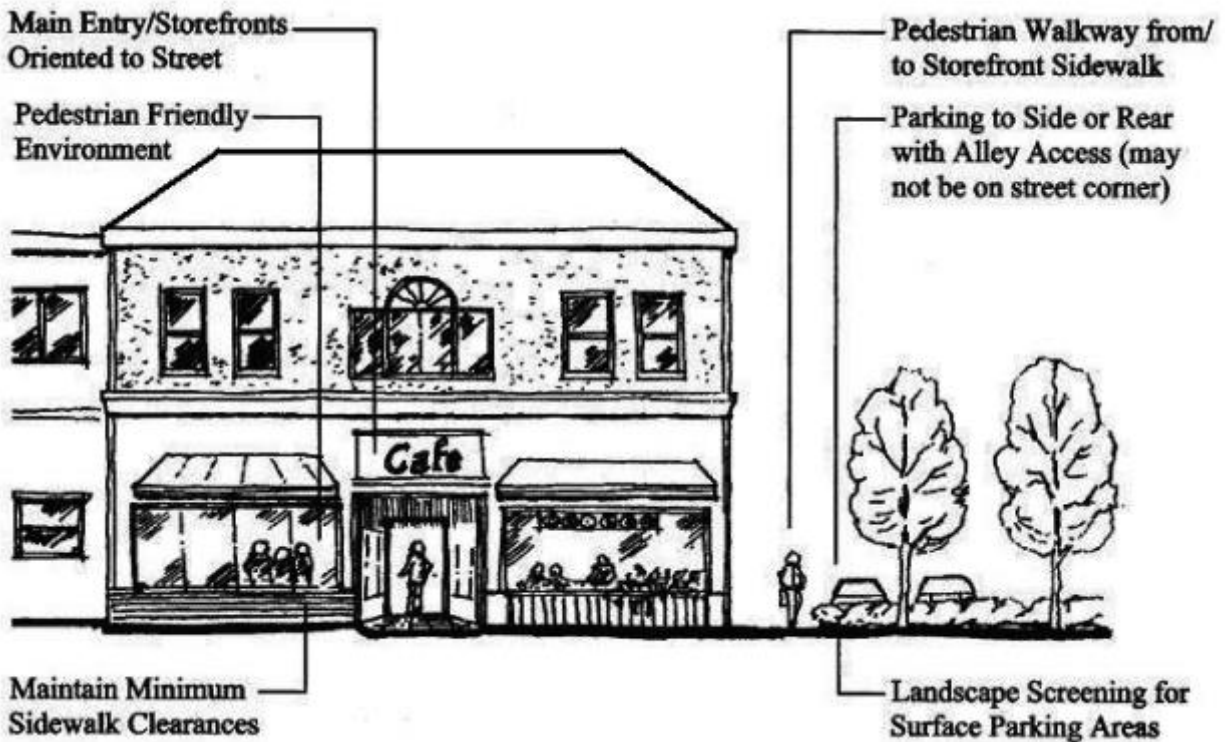 Main Entry/Storefronts
Oriented to Street
Pedestrian Friendly
Environment
Pedestrian Walkway from/
to Storefront Sidewalk
Parking to Side or Rear
with Alley Access (may
not be on street corner)
Cafe
Maintain Minimum
Sidewalk Clearances
Landscape Screening for
Surface Parking Areas